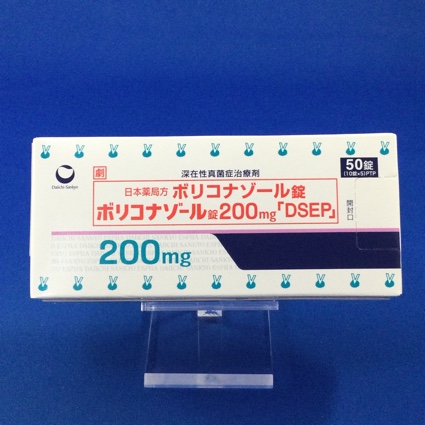 Daiichi-Sankyo
劇
深在性真菌症治療剤
50錠
(10錠×5)PTP
日本薬局方 ボリコナゾール錠
ボリコナゾール錠200mg「DSEP」
開封口
200mg